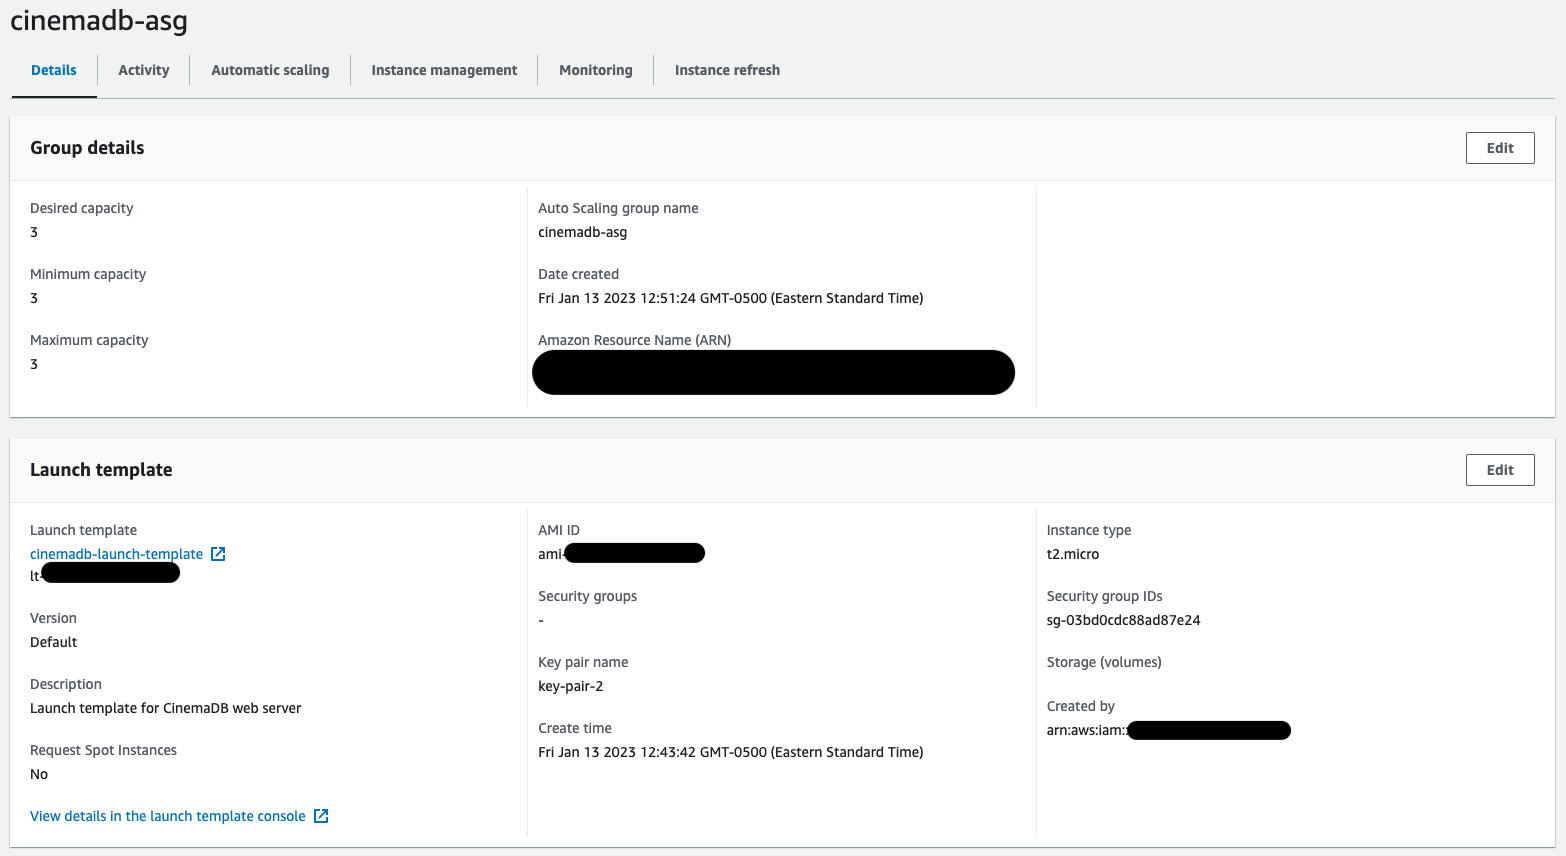 cinemadb-asg
Details
Activity
Automatic scaling
Instance management
Monitoring
Instance refresh
Group details
Edit
Desired capacity
3
Minimum capacity
3
Maximum capacity
3
Auto Scaling group name
cinemadb-asg
Date created
Fri Jan 13 2023 12:51:24 GMT-0500 (Eastern Standard Time)
Amazon Resource Name (ARN)
Launch template
Edit
Launch template
cinemadb-launch-template
lt-
Version
Default
Description
Launch template for CinemaDB web server
Request Spot Instances
No
View details in the launch template console
AMI ID
ami-
Security groups
-
Key pair name
key-pair-2
Create time
Fri Jan 13 2023 12:43:42 GMT-0500 (Eastern Standard Time)
Instance type
t2.micro
Security group IDs
sg-03bd0cdc88ad87e24
Storage (volumes)
Created by
arn:aws:iam::